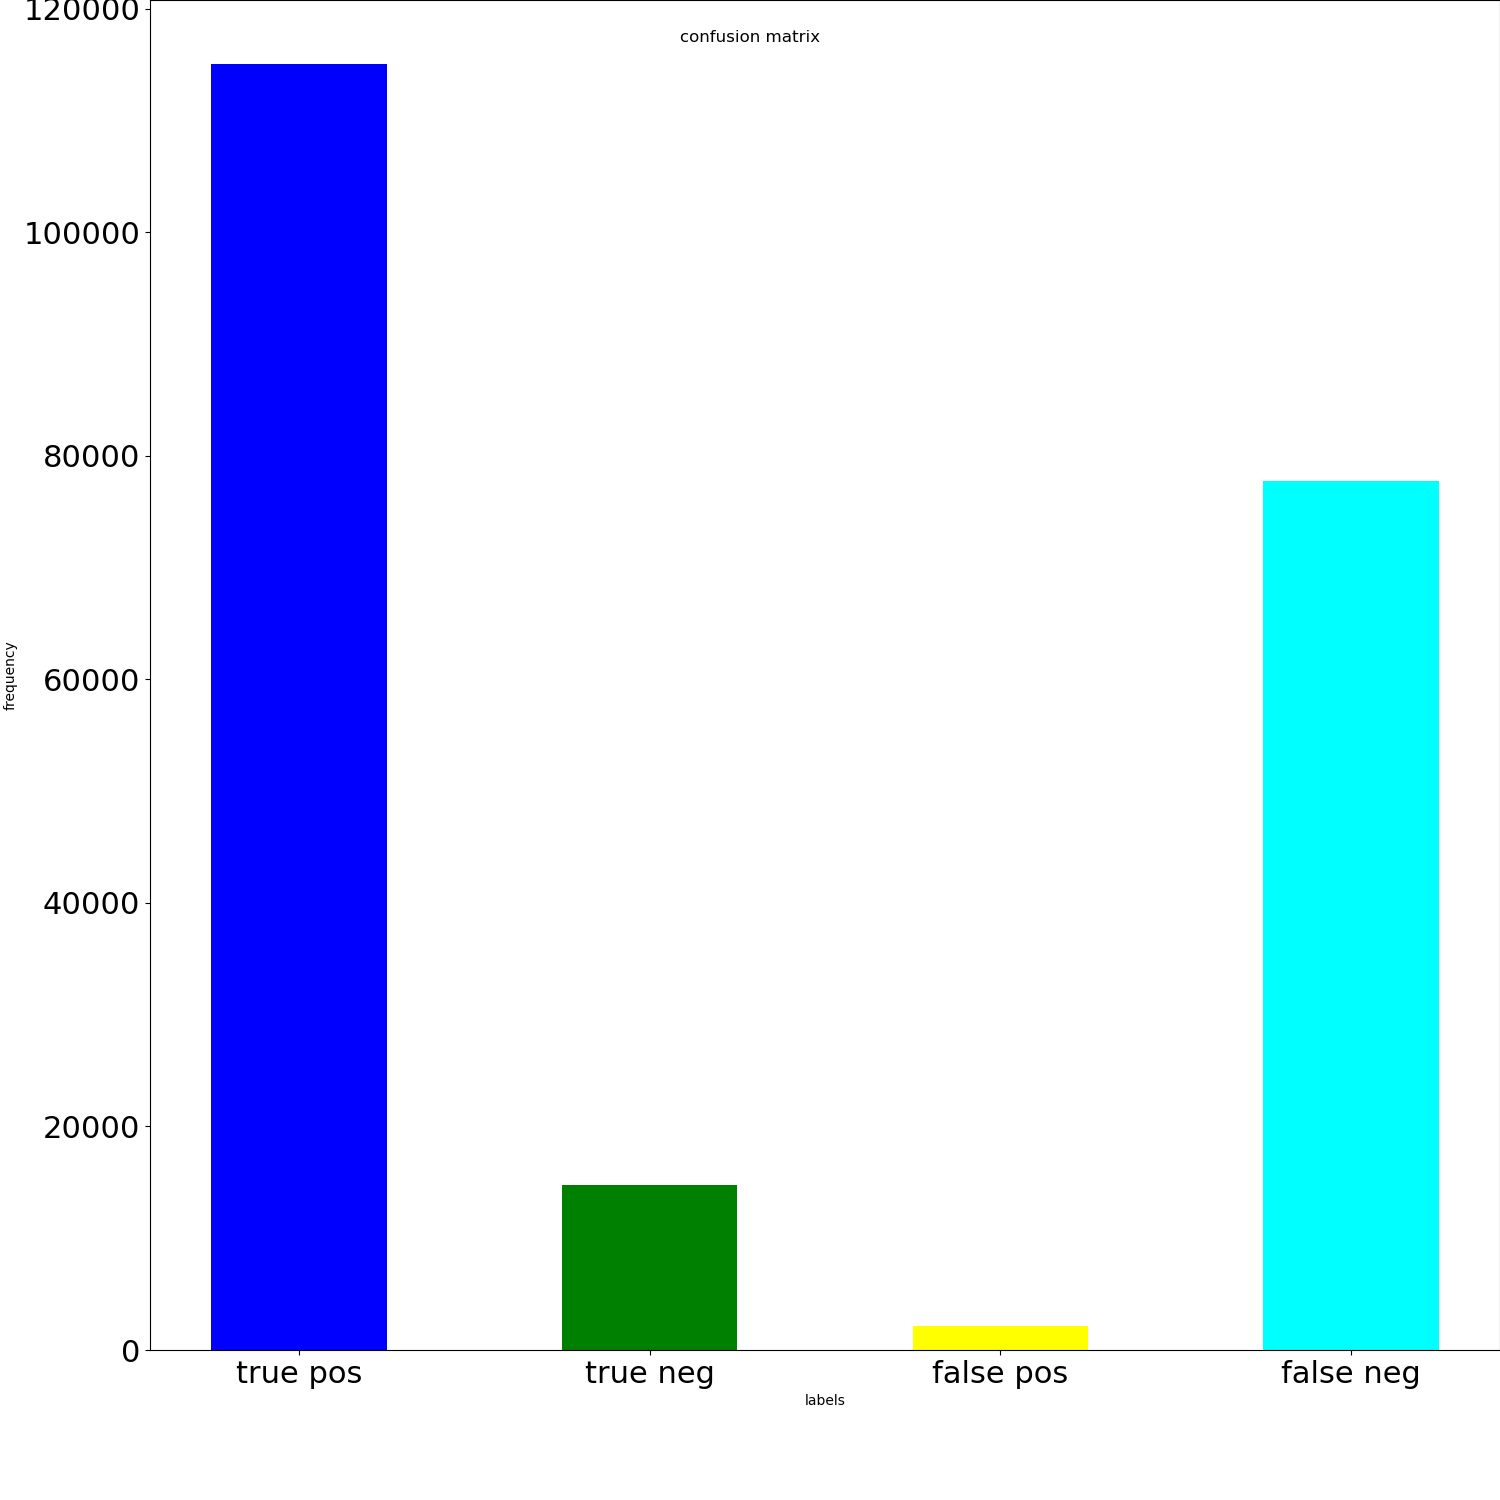 confusion matrix
120000
100000
80000
60000
40000
20000
0
frequency
true pos
true neg
false pos
false neg
labels